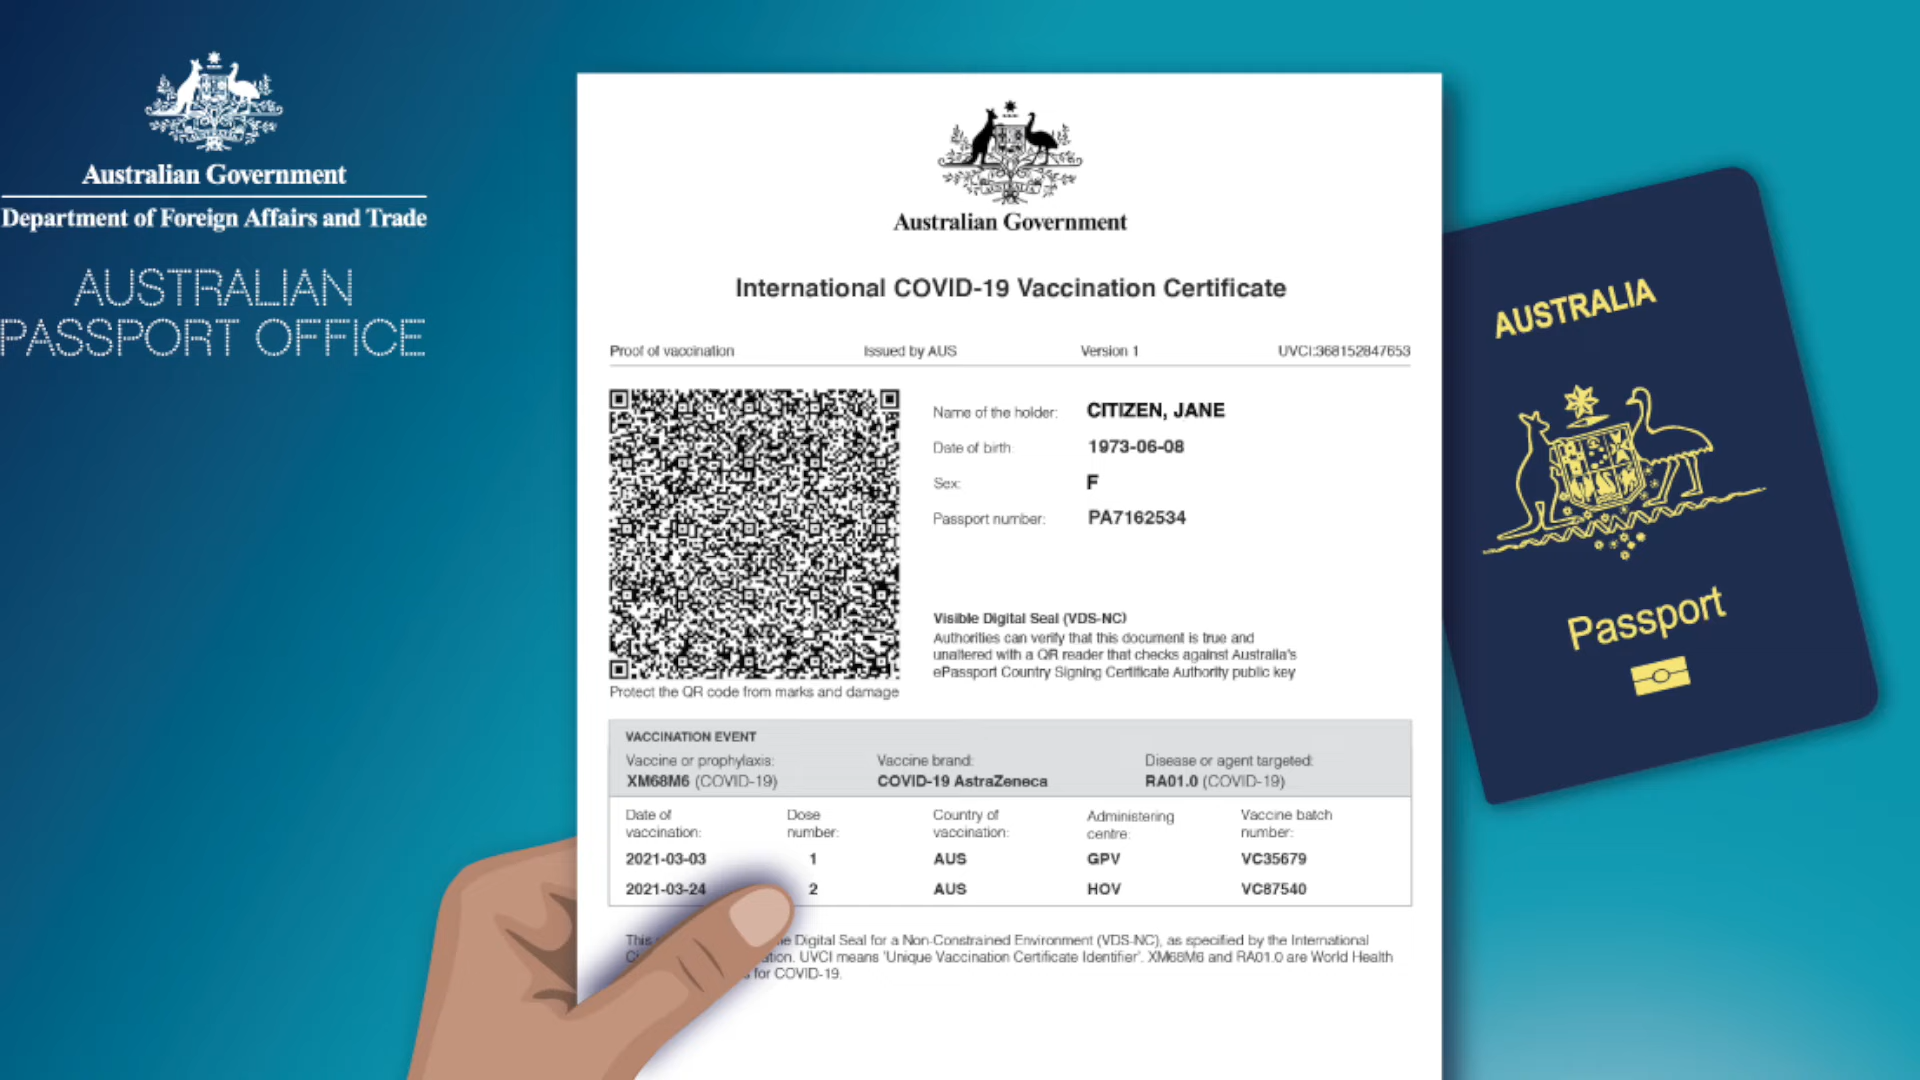 Australian Government
Department of Foreign Affairs and Trade
AUSTRALIAN
PASSPORT OFFICE
Australian Government
International COVID-19 Vaccination Certificate
Proof of vaccination Issued by AUS Version 1 UVCI:368152847653
Name of the holder: CITIZEN, JANE
Date of birth 1973-06-08
Sex: F
Passport number: PA7162534
Visible Digital Seal (VDS-NC)
Authorities can verify that this document is true and
unaltered with a QR reader that checks against Australia's
ePassport Country Signing Certificate Authority public key
Protect the QR code from marks and damage
VACCINATION EVENT
Vaccine or prophylaxis: Vaccine brand: Disease or agent targeted:
XM68M6 (COVID-19) COVID-19 AstraZeneca RA01.0 (COVID-19)
Date of Dose Country of Administering Vaccine batch
vaccination: number: vaccination: centre: number:
2021-03-03 1 AUS GPV VC35679
2021-03-24 2 AUS HOV VC87540
This Digital Seal for a Non-Constrained Environment (VDS-NC), as specified by the International
UVCI means 'Unique Vaccination Certificate Identifier'. XM68M6 and RA01.0 are World Health
for COVID-19.
AUSTRALIA
Passport